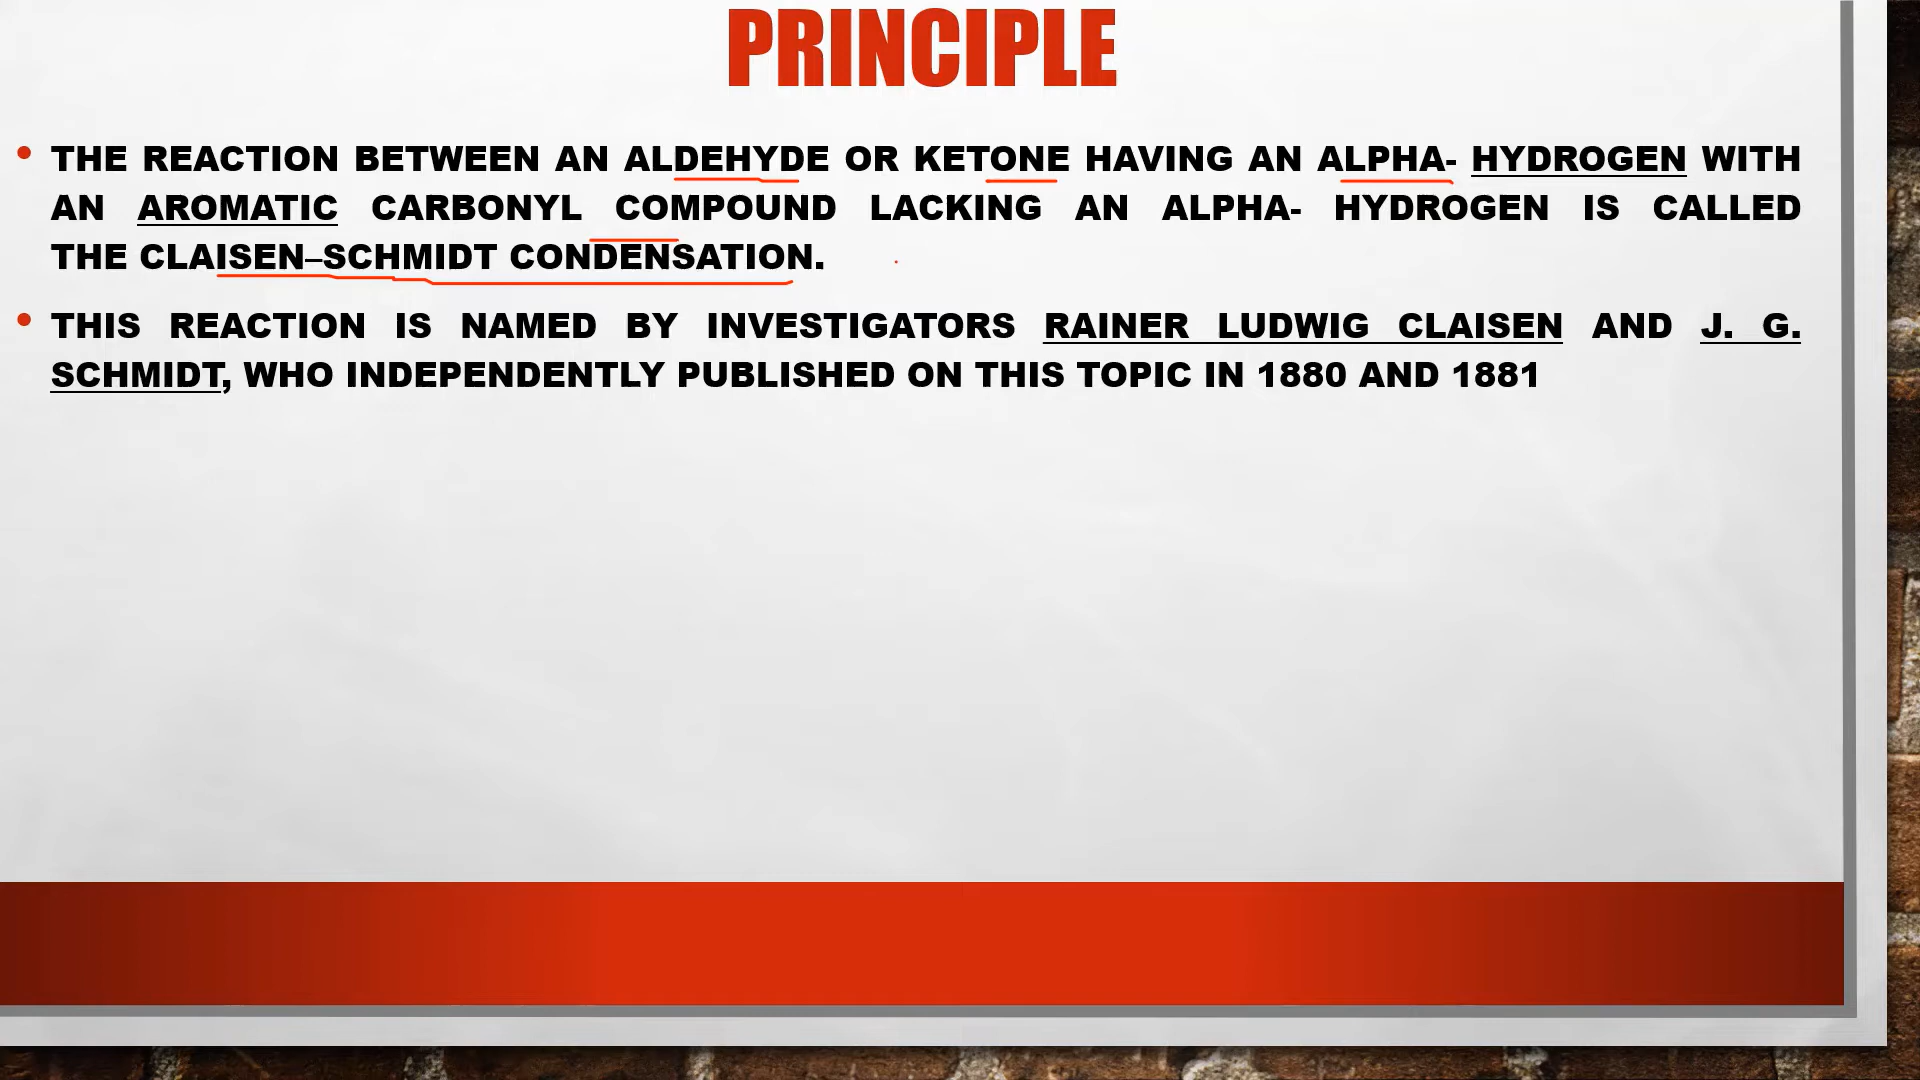 PRINCIPLE
• THE REACTION BETWEEN AN ALDEHYDE OR KETONE HAVING AN ALPHA- HYDROGEN WITH
AN AROMATIC CARBONYL COMPOUND LACKING AN ALPHA- HYDROGEN IS CALLED
THE CLAISEN–SCHMIDT CONDENSATION.
• THIS REACTION IS NAMED BY INVESTIGATORS RAINER LUDWIG CLAISEN AND J. G.
SCHMIDT, WHO INDEPENDENTLY PUBLISHED ON THIS TOPIC IN 1880 AND 1881